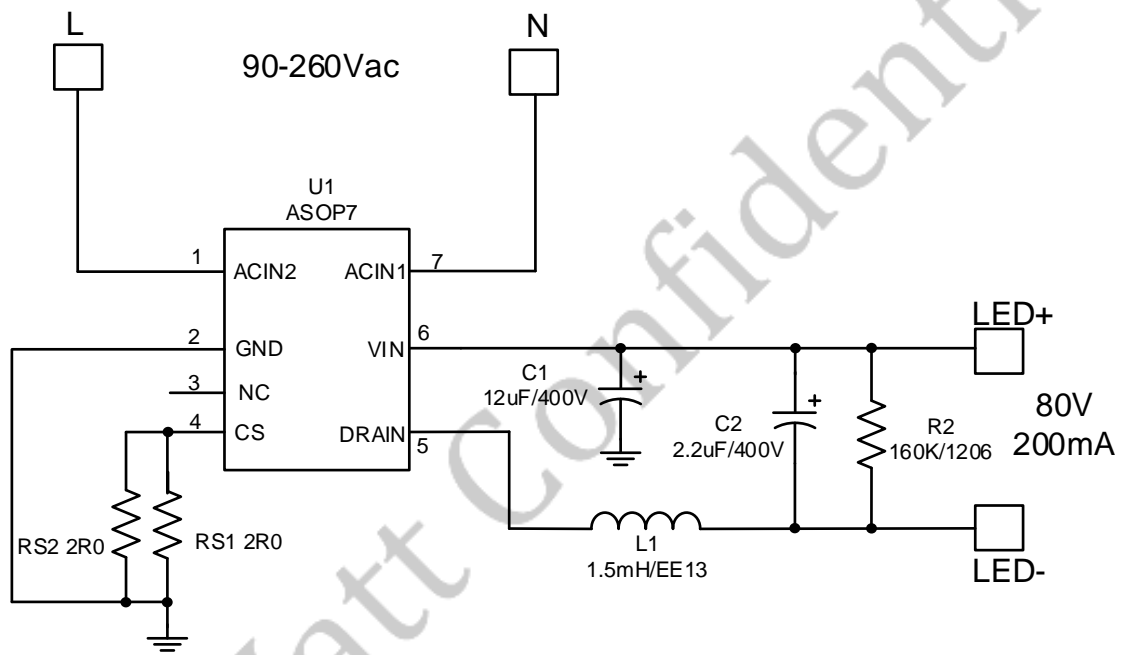 L
N
90-260Vac
U1
ASOP7
1
ACIN2
ACIN1
7
2
GND
VIN
6
3
NC
4
CS
DRAIN
5
C1
12uF/400V
+
C2
2.2uF/400V
+
R2
160K/1206
LED+
80V
200mA
LED-
L1
1.5mH/EE13
RS2 2R0
RS1 2R0
att Confidenti